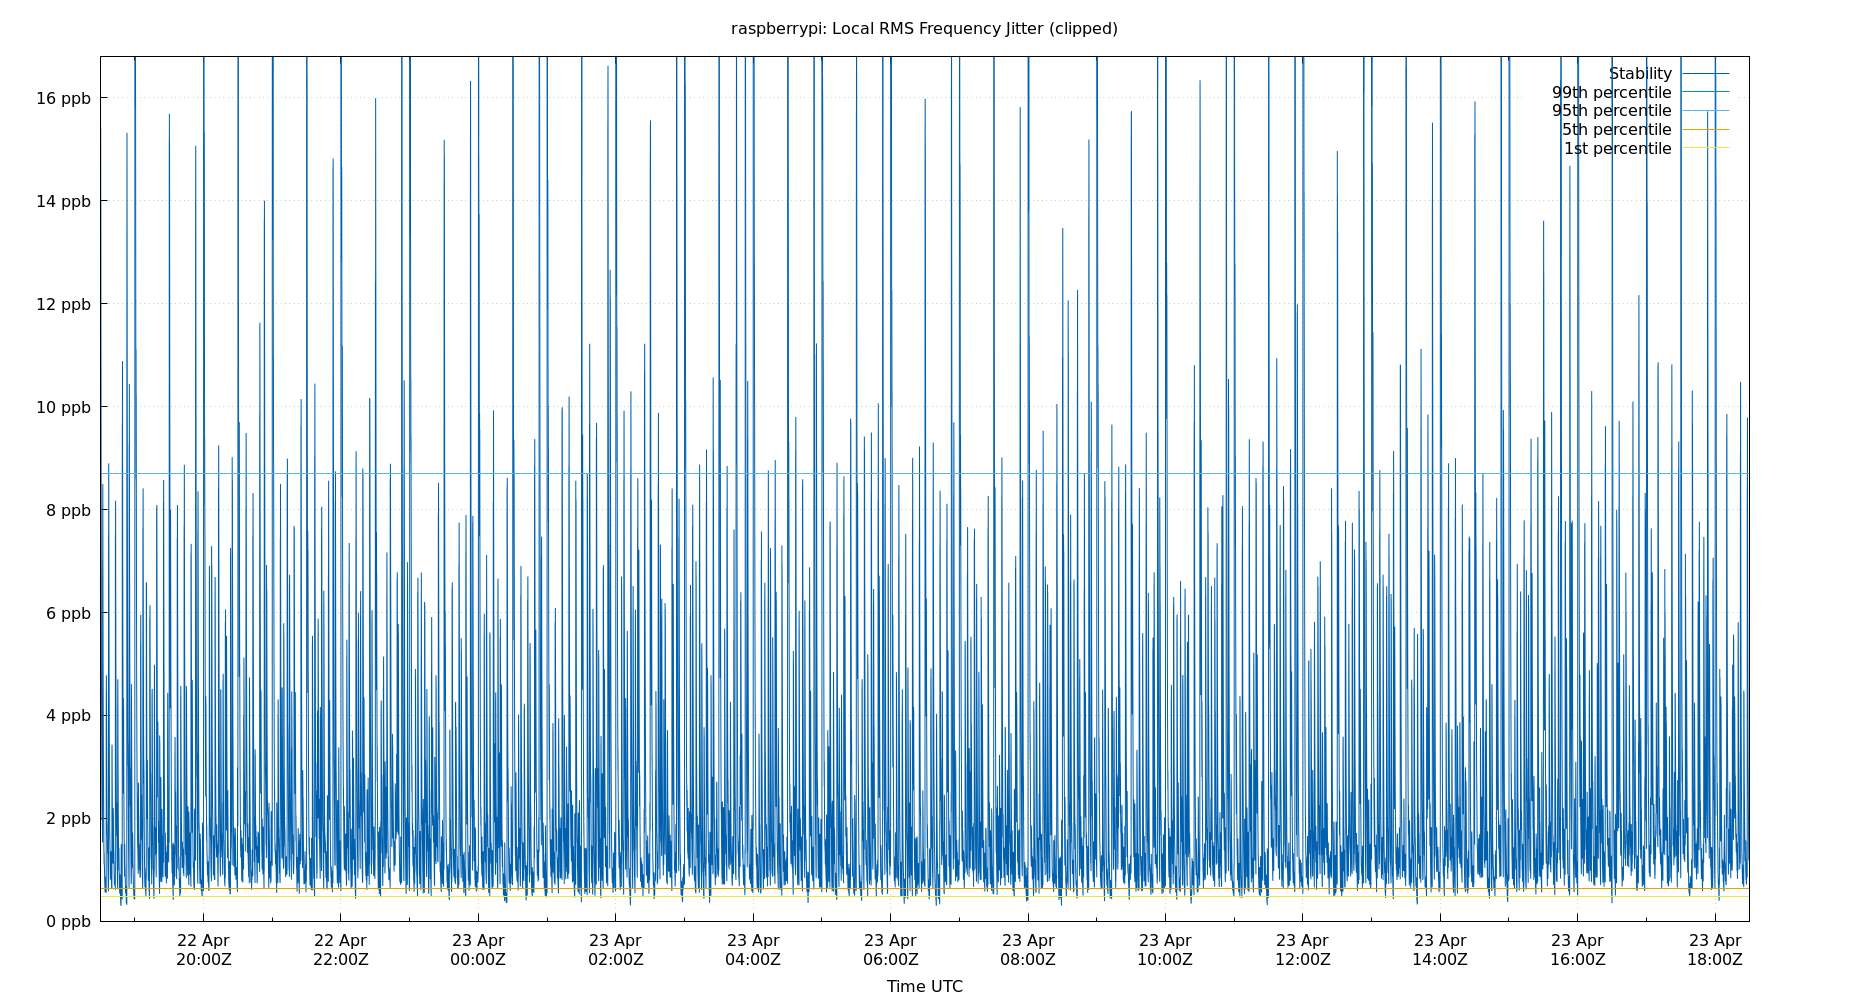 raspberrypi: Local RMS Frequency Jitter (clipped)
16 ppb
14 ppb
12 ppb
10 ppb
8 ppb
6 ppb
4 ppb
2 ppb
0 ppb
Stability
99th percentile
95th percentile
5th percentile
1st percentile
22 Apr 22 Apr 23 Apr 23 Apr 23 Apr 23 Apr 23 Apr 23 Apr 23 Apr 23 Apr 23 Apr 23 Apr
20:00Z 22:00Z 00:00Z 02:00Z 04:00Z 06:00Z 08:00Z 10:00Z 12:00Z 14:00Z 16:00Z 18:00Z
Time UTC